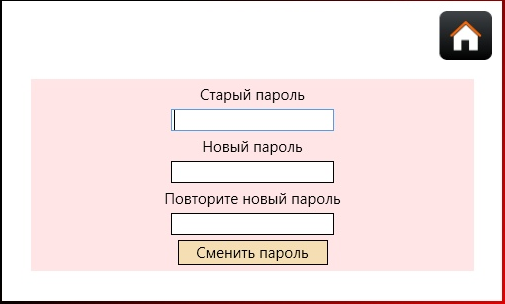 Старый пароль
Новый пароль
Повторите новый пароль
Сменить пароль